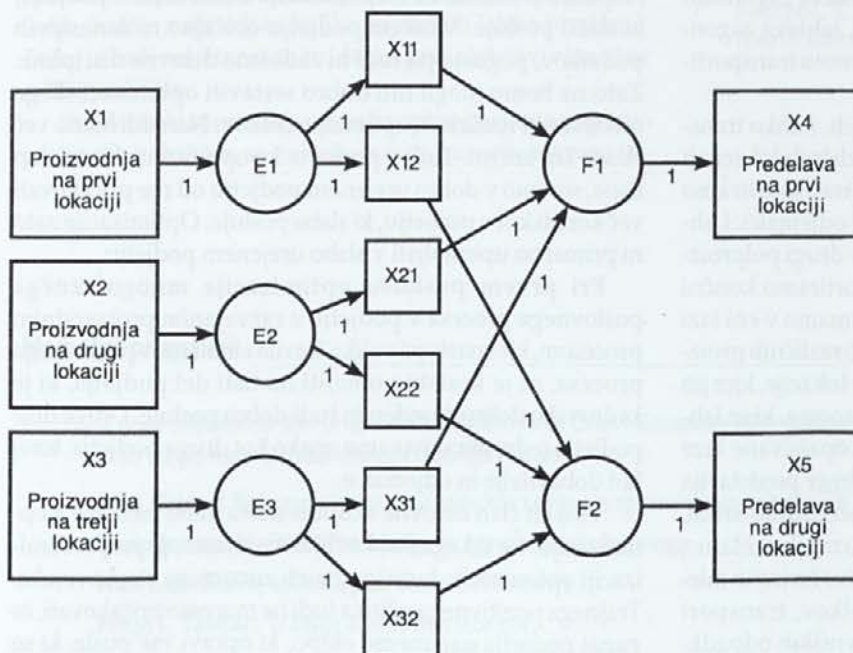 X1
Proizvodnja
na prvi
lokaciji
1
E1
1
1
X11
X12
X2
Proizvodnja
na drugi
lokaciji
1
E2
1
1
X21
X22
X3
Proizvodnja
na tretji
lokaciji
1
E3
1
1
X31
X32
1
1
1
F1
1
X4
Predelava
na prvi
lokaciji
1
1
1
F2
1
X5
Predelava
na drugi
lokaciji